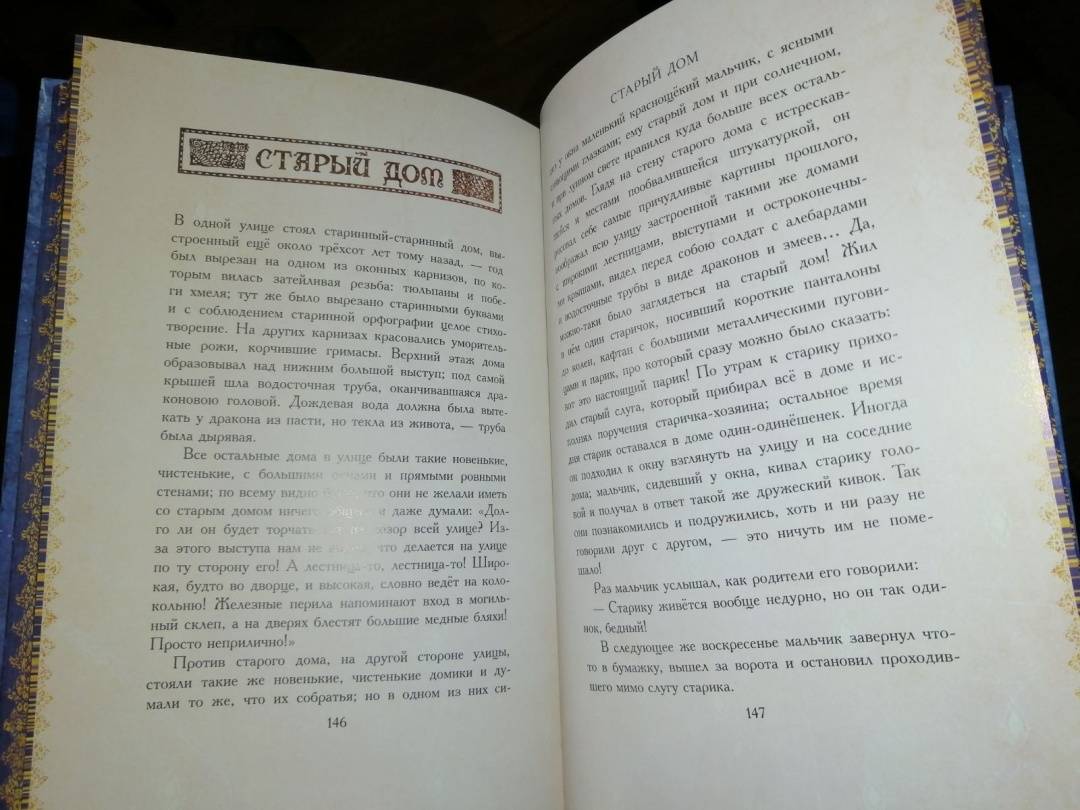 СТАРЫЙ ДОМ
В одной улице стоял старинный-старинный дом, вы-
строенный ещё около трёхсот лет тому назад, — год
был вырезан на одном из оконных карнизов, по ко-
торым вилась затейливая резьба: тюльпаны и побе-
ги хмеля; тут же было вырезано старинными буквами
и с соблюдением старинной орфографии целое стихо-
творение. На других карнизах красовались уморитель-
ные рожи, корчившие гримасы. Верхний этаж дома
образовывал над нижним большой выступ; под самой
крышей шла водосточная труба, оканчивавшаяся дра-
коновою головой. Дождевая вода должна была выте-
кать у дракона из пасти, но текла из живота, — труба
была дырявая.
Все остальные дома в улице были такие новенькие,
чистенькие, с большими окнами и прямыми ровными
стенами; по всему видно было, что они не желали иметь
со старым домом ничего общего и даже думали: «Дол-
го ли он будет торчать позор всей улице? Из-
за этого выступа нам не видно, что делается на улице
по ту сторону его! А лестница-то, лестница-то! Широ-
кая, будто во дворце, и высокая, словно ведёт на коло-
кольню! Железные перила напоминают вход в могиль-
ный склеп, а на дверях блестят большие медные бляхи!
Просто неприлично!»
Против старого дома, на другой стороне улицы,
стояли такие же новенькие, чистенькие домики и ду-
мали то же, что их собратья; но в одном из них си-
146
СТАРЫЙ ДОМ
дел у окна маленький краснощёкий мальчик, с ясными
сияющими глазками; ему старый дом и при солнечном,
и при лунном свете нравился куда больше всех осталь-
ных домов. Глядя на стену старого дома с истрескав-
шейся и местами пообвалившейся штукатуркой, он
рисовал себе самые причудливые картины прошлого,
воображал всю улицу застроенной такими же домами
с широкими лестницами, выступами и остроконечны-
ми крышами, видел перед собою солдат с алебардами
и водосточные трубы в виде драконов и змеев... Да,
можно-таки было заглядеться на старый дом! Жил
в нём один старичок, носивший короткие панталоны
до колен, кафтан с большими металлическими пугови-
цами и парик, про который сразу можно было сказать:
вот это настоящий парик! По утрам к старику прихо-
дил старый слуга, который прибирал всё в доме и ис-
полнял поручения старичка-хозяина; остальное время
дня старик оставался в доме один-одинёшенек. Иногда
он подходил к окну взглянуть на улицу и на соседние
дома; мальчик, сидевший у окна, кивал старику голо-
вой и получал в ответ такой же дружеский кивок. Так
они познакомились и подружились, хоть и ни разу не
говорили друг с другом, — это ничуть им не поме-
шало!
Раз мальчик услышал, как родители его говорили:
— Старику живётся вообще недурно, но он так оди-
нок, бедный!
В следующее же воскресенье мальчик завернул что-
то в бумажку, вышел за ворота и остановил проходив-
шего мимо слугу старика.
147